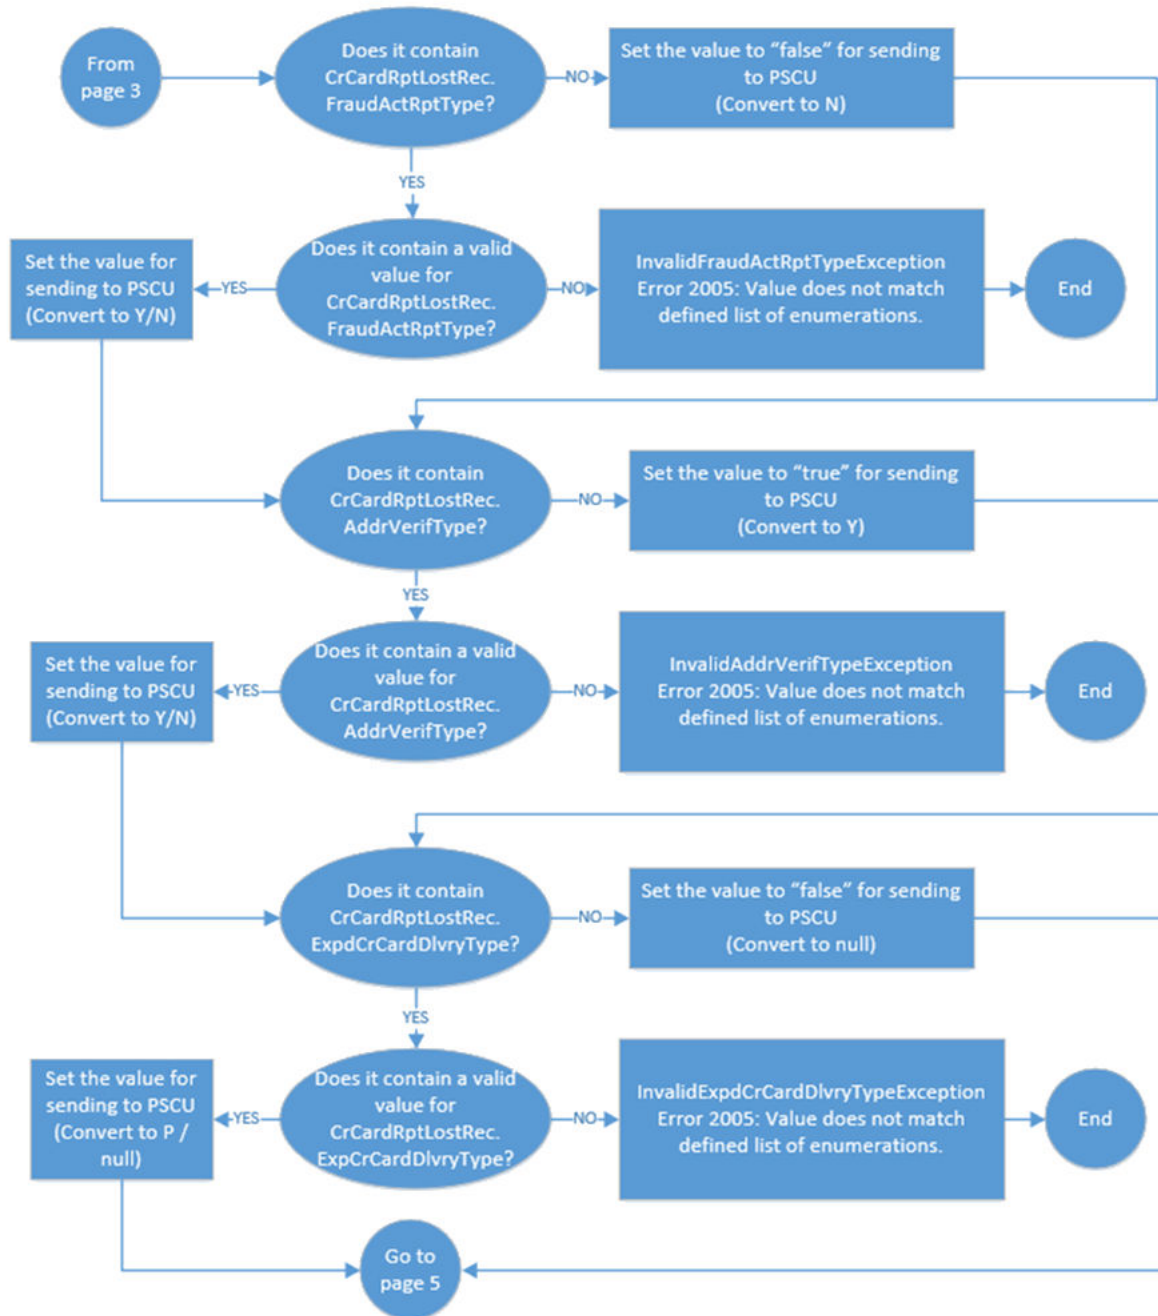 From
page 3
Does it contain
CrCardRptLostRec.
FraudActRptType?
NO
Set the value to “false” for sending
to PSCU
(Convert to N)
YES
Set the value for
sending to PSCU
(Convert to Y/N)
YES
Does it contain a valid
value for
CrCardRptLostRec.
FraudActRptType?
NO
InvalidFraudActRptTypeException
Error 2005: Value does not match
defined list of enumerations.
End
Does it contain
CrCardRptLostRec.
AddrVerifType?
NO
Set the value to “true” for sending
to PSCU
(Convert to Y)
YES
Set the value for
sending to PSCU
(Convert to Y/N)
YES
Does it contain a valid
value for
CrCardRptLostRec.
AddrVerifType?
NO
InvalidAddrVerifTypeException
Error 2005: Value does not match
defined list of enumerations.
End
Does it contain
CrCardRptLostRec.
ExpdCrCardDlvryType?
NO
Set the value to “false” for sending
to PSCU
(Convert to null)
YES
Set the value for
sending to PSCU
(Convert to P /
null)
YES
Does it contain a valid
value for
CrCardRptLostRec.
ExpCrCardDlvryType?
NO
InvalidExpdCrCardDlvryTypeException
Error 2005: Value does not match
defined list of enumerations.
End
Go to
page 5